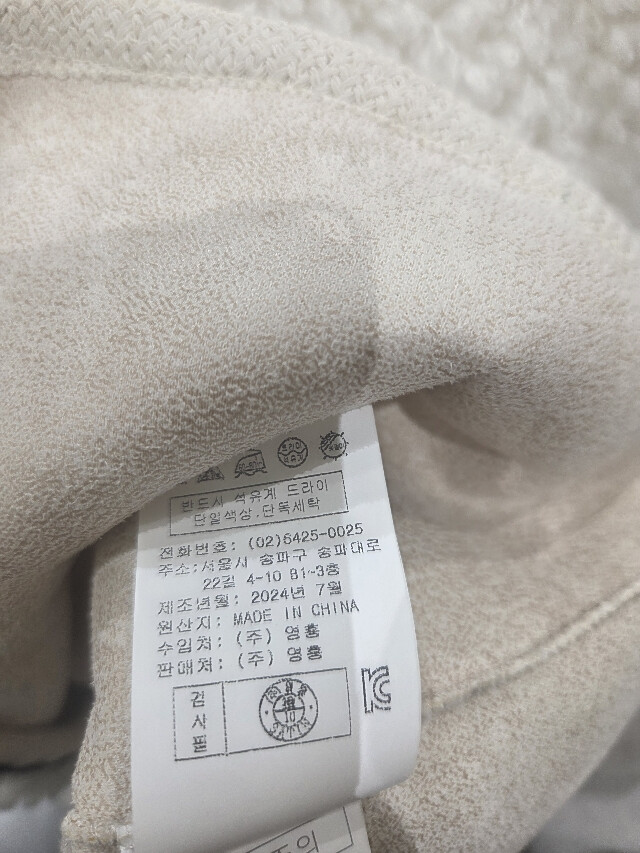 반드시 석유계 드라이
단일색상.단독세탁
전화번호: (02)6425-0025
주소:서울시 송파구 송파대로
22길 4-10 B1~3층
제조년월: 2024년 7월
원산지: MADE IN CHINA
수입처: (주) 영흥
판매처: (주) 영흥
검사필